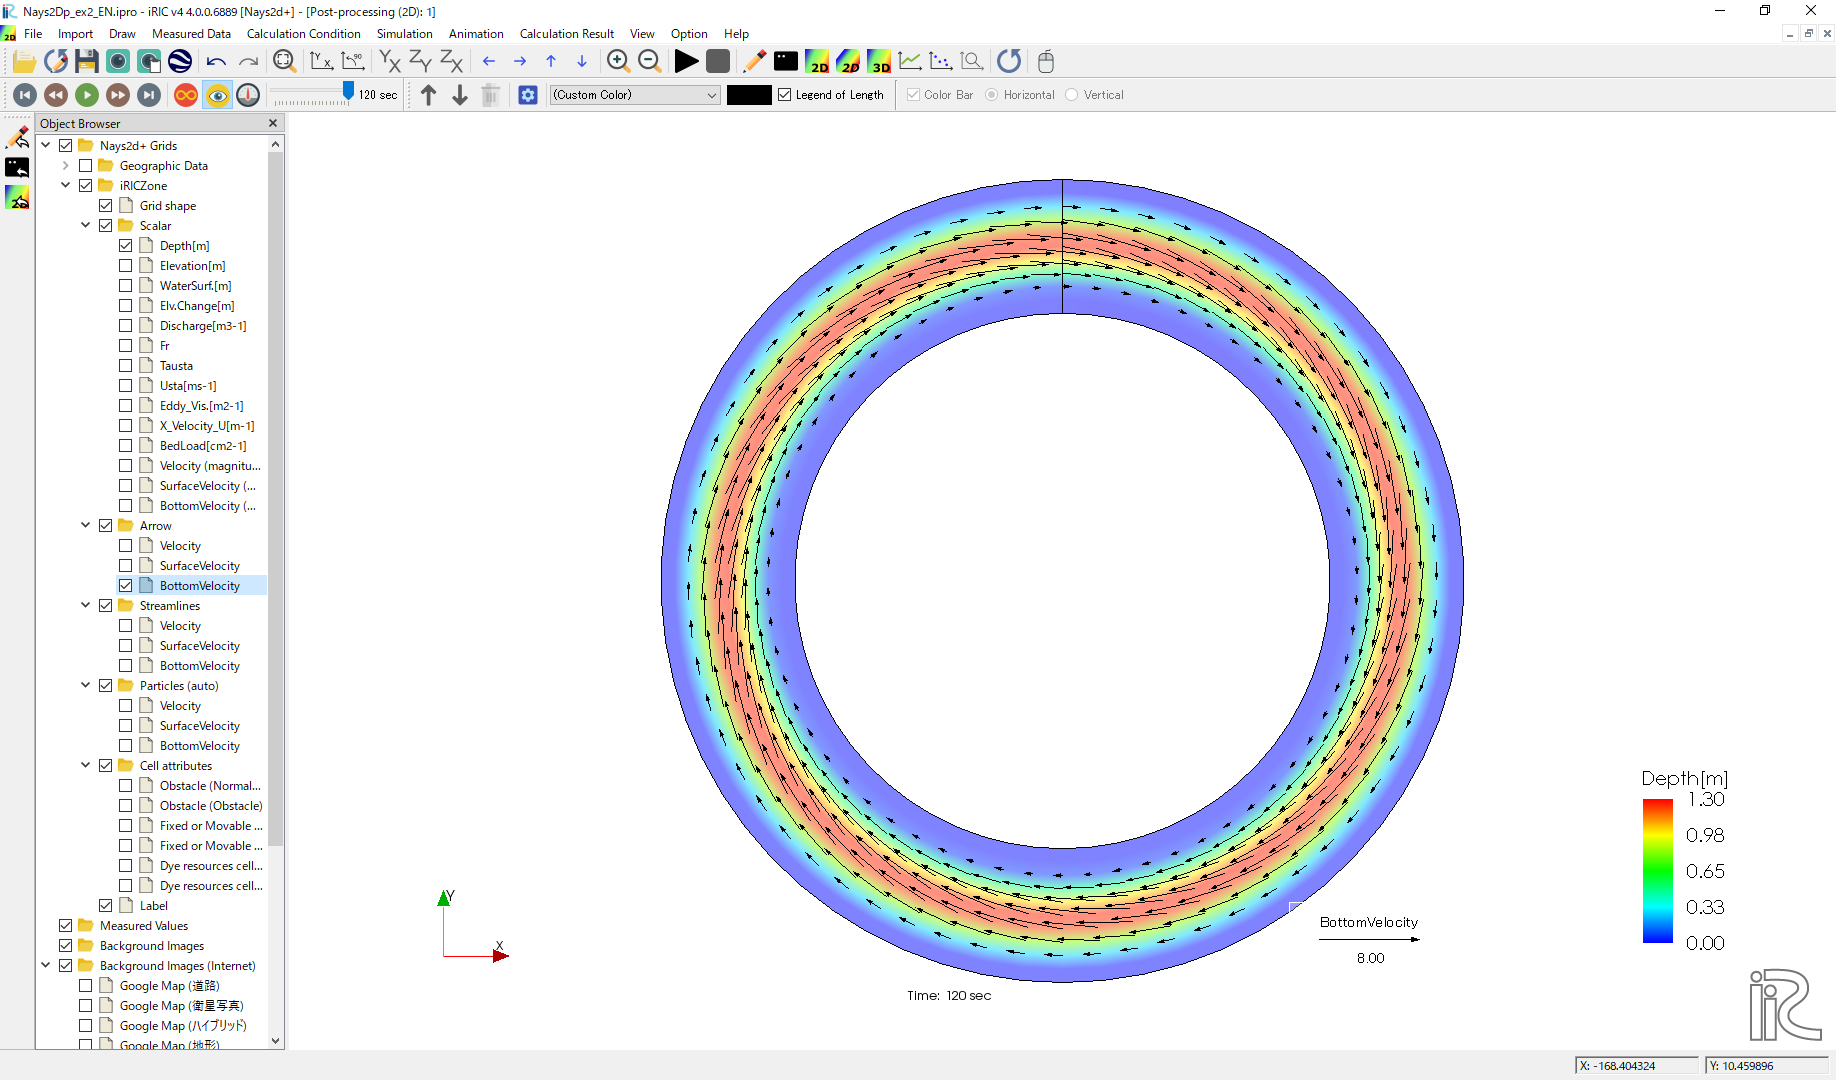 Nays2Dp_ex2_EN.ipro - iRIC v4 4.0.0.6889 [Nays2d+] - [Post-processing (2D): 1]
File Import Draw Measured Data Calculation Condition Simulation Animation Calculation Result View Option Help
120 sec (Custom Color) Legend of Length Color Bar Horizontal Vertical
Object Browser
Nays2d+ Grids
Geographic Data
iRICZone
Grid shape
Scalar
Depth[m]
Elevation[m]
WaterSurf.[m]
Elv.Change[m]
Discharge[m3-1]
Fr
Tausta
Usta[ms-1]
Eddy_Vis.[m2-1]
X_Velocity_U[m-1]
BedLoad[cm2-1]
Velocity (magnitu...
SurfaceVelocity (...
BottomVelocity (...
Arrow
Velocity
SurfaceVelocity
BottomVelocity
Streamlines
Velocity
SurfaceVelocity
BottomVelocity
Particles (auto)
Velocity
SurfaceVelocity
BottomVelocity
Cell attributes
Obstacle (Normal...
Obstacle (Obstacle)
Fixed or Movable ...
Fixed or Movable ...
Dye resources cell...
Dye resources cell...
Label
Measured Values
Background Images
Background Images (Internet)
Google Map (道路)
Google Map (衛星写真)
Google Map (ハイブリッド)
Google Map (地形)
Y
X
Time: 120 sec
BottomVelocity
8.00
Depth[m]
1.30
0.98
0.65
0.33
0.00
iRIC
X: -168.404324 Y: 10.459896